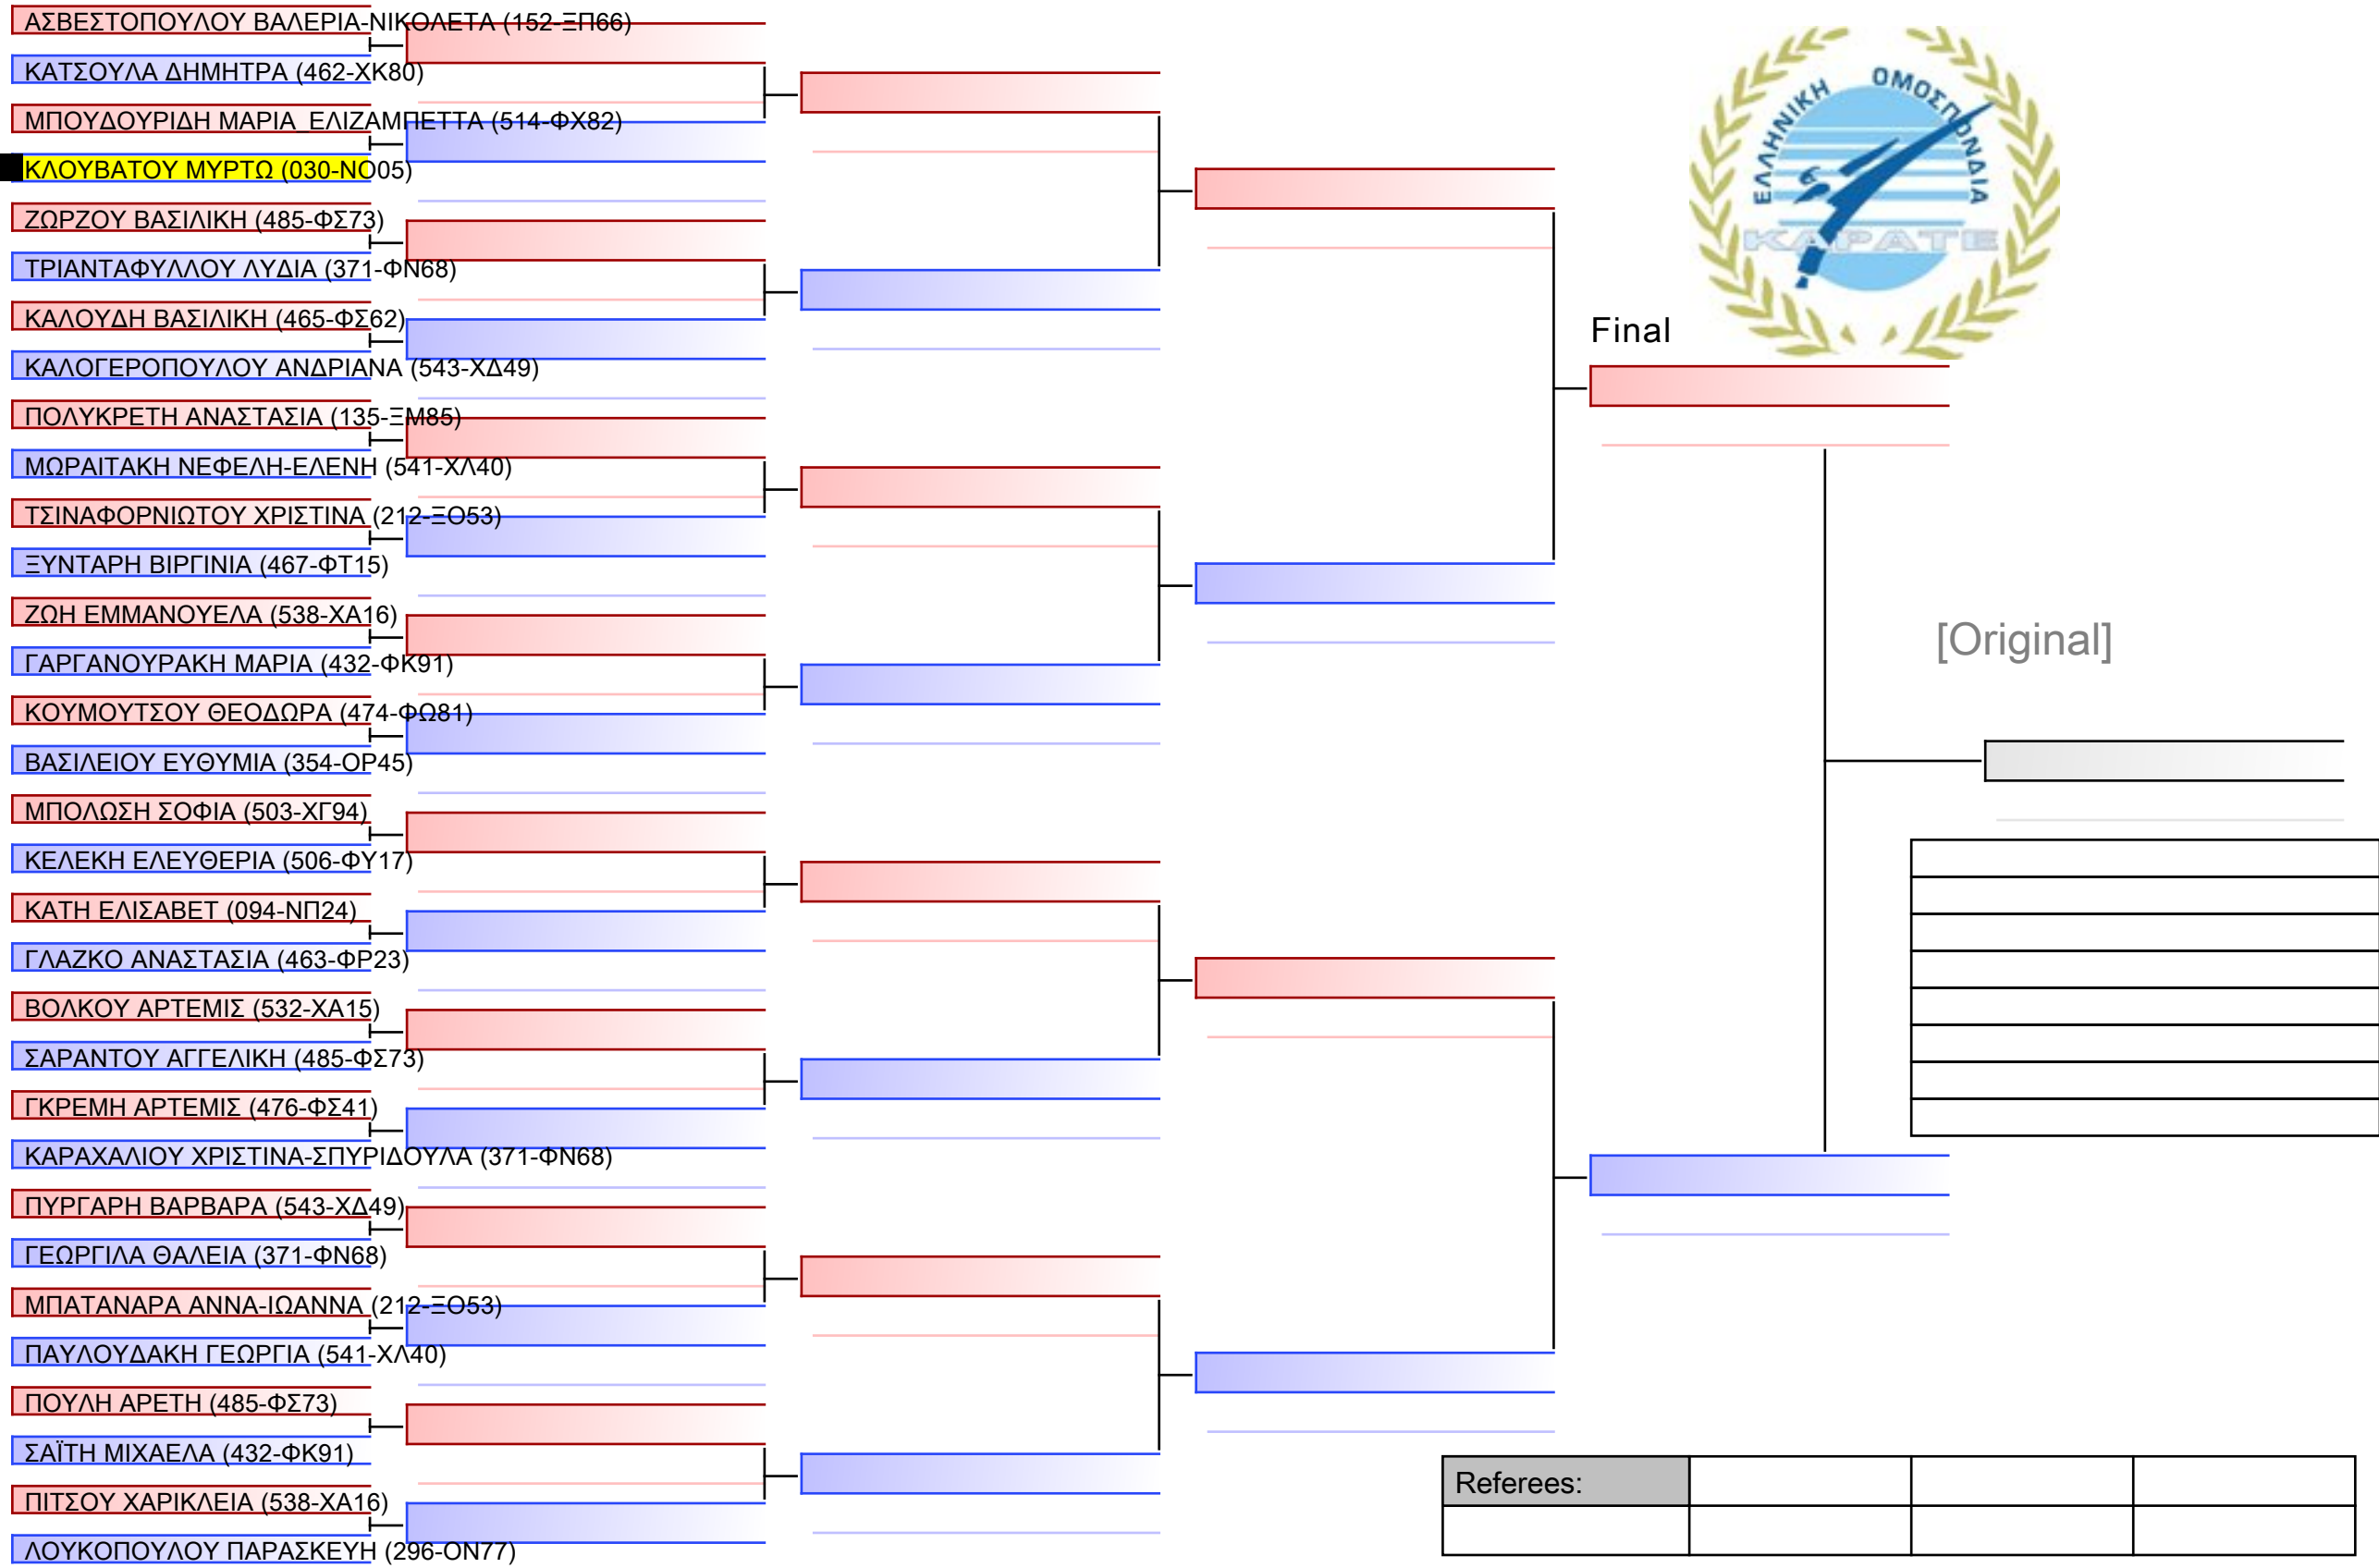 ΑΣΒΕΣΤΟΠΟΥΛΟΥ ΒΑΛΕΡΙΑ-ΝΙΚΟΛΕΤΑ (152-ΞΠ66)
ΚΑΤΣΟΥΛΑ ΔΗΜΗΤΡΑ (462-ΧΚ80)
ΜΠΟΥΔΟΥΡΙΔΗ ΜΑΡΙΑ ΕΛΙΖΑΜΠΕΤΤΑ (514-ΦΧ82)
ΚΛΟΥΒΑΤΟΥ ΜΥΡΤΩ (030-ΝΟ05)
ΖΩΡΖΟΥ ΒΑΣΙΛΙΚΗ (485-ΦΣ73)
ΤΡΙΑΝΤΑΦΥΛΛΟΥ ΛΥΔΙΑ (371-ΦΝ68)
ΚΑΛΟΥΔΗ ΒΑΣΙΛΙΚΗ (465-ΦΣ62)
ΚΑΛΟΓΕΡΟΠΟΥΛΟΥ ΑΝΔΡΙΑΝΑ (543-ΧΔ49)
ΠΟΛΥΚΡΕΤΗ ΑΝΑΣΤΑΣΙΑ (135-ΞΜ85)
ΜΩΡΑΙΤΑΚΗ ΝΕΦΕΛΗ-ΕΛΕΝΗ (541-ΧΛ40)
ΤΣΙΝΑΦΟΡΝΙΩΤΟΥ ΧΡΙΣΤΙΝΑ (212-ΞΟ53)
ΞΥΝΤΑΡΗ ΒΙΡΓΙΝΙΑ (467-ΦΤ15)
ΖΩΗ ΕΜΜΑΝΟΥΕΛΑ (538-ΧΑ16)
ΓΑΡΓΑΝΟΥΡΑΚΗ ΜΑΡΙΑ (432-ΦΚ91)
ΚΟΥΜΟΥΤΣΟΥ ΘΕΟΔΩΡΑ (474-ΦΩ81)
ΒΑΣΙΛΕΙΟΥ ΕΥΘΥΜΙΑ (354-ΟΡ45)
ΜΠΟΛΩΣΗ ΣΟΦΙΑ (503-ΧΓ94)
ΚΕΛΕΚΗ ΕΛΕΥΘΕΡΙΑ (506-ΦΥ17)
ΚΑΤΗ ΕΛΙΣΑΒΕΤ (094-ΝΠ24)
ΓΛΑΖΚΟ ΑΝΑΣΤΑΣΙΑ (463-ΦΡ23)
ΒΟΛΚΟΥ ΑΡΤΕΜΙΣ (532-ΧΑ15)
ΣΑΡΑΝΤΟΥ ΑΓΓΕΛΙΚΗ (485-ΦΣ73)
ΓΚΡΕΜΗ ΑΡΤΕΜΙΣ (476-ΦΣ41)
ΚΑΡΑΧΑΛΙΟΥ ΧΡΙΣΤΙΝΑ-ΣΠΥΡΙΔΟΥΛΑ (371-ΦΝ68)
ΠΥΡΓΑΡΗ ΒΑΡΒΑΡΑ (543-ΧΔ49)
ΓΕΩΡΓΙΛΑ ΘΑΛΕΙΑ (371-ΦΝ68)
ΜΠΑΤΑΝΑΡΑ ΑΝΝΑ-ΙΩΑΝΝΑ (212-ΞΟ53)
ΠΑΥΛΟΥΔΑΚΗ ΓΕΩΡΓΙΑ (541-ΧΛ40)
ΠΟΥΛΗ ΑΡΕΤΗ (485-ΦΣ73)
ΣΑΪΤΗ ΜΙΧΑΕΛΑ (432-ΦΚ91)
ΠΙΤΣΟΥ ΧΑΡΙΚΛΕΙΑ (538-ΧΑ16)
ΛΟΥΚΟΠΟΥΛΟΥ ΠΑΡΑΣΚΕΥΗ (296-ΟΝ77)
ΕΛΛΗΝΙΚΗ ΟΜΟΣΠΟΝΔΙΑ
ΚΑΡΑΤΕ
Final
[Original]
Referees: